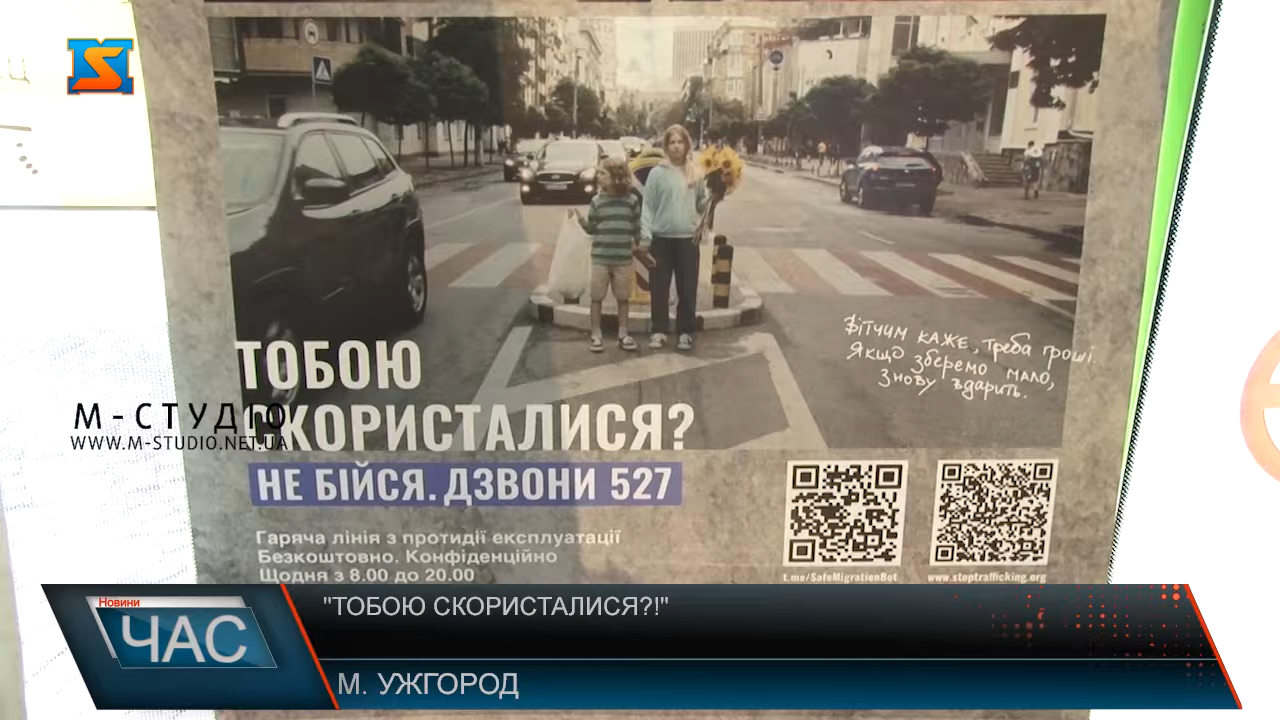 Вітчим каже, треба гроші.
Якщо зберемо мало,
знову вдарить.
ТОБОЮ
СКОРИСТАЛИСЯ?
НЕ БІЙСЯ. ДЗВОНИ 527
Гаряча лінія з протидії експлуатації
Безкоштовно. Конфіденційно
Щодня з 8.00 до 20.00
t.me/SafeMigrationBot
www.stoptrafficking.org
М-СТУДІО
WWW.M-STUDIO.NET.UA
Новини
ЧАС
"ТОБОЮ СКОРИСТАЛИСЯ?!"
М. УЖГОРОД